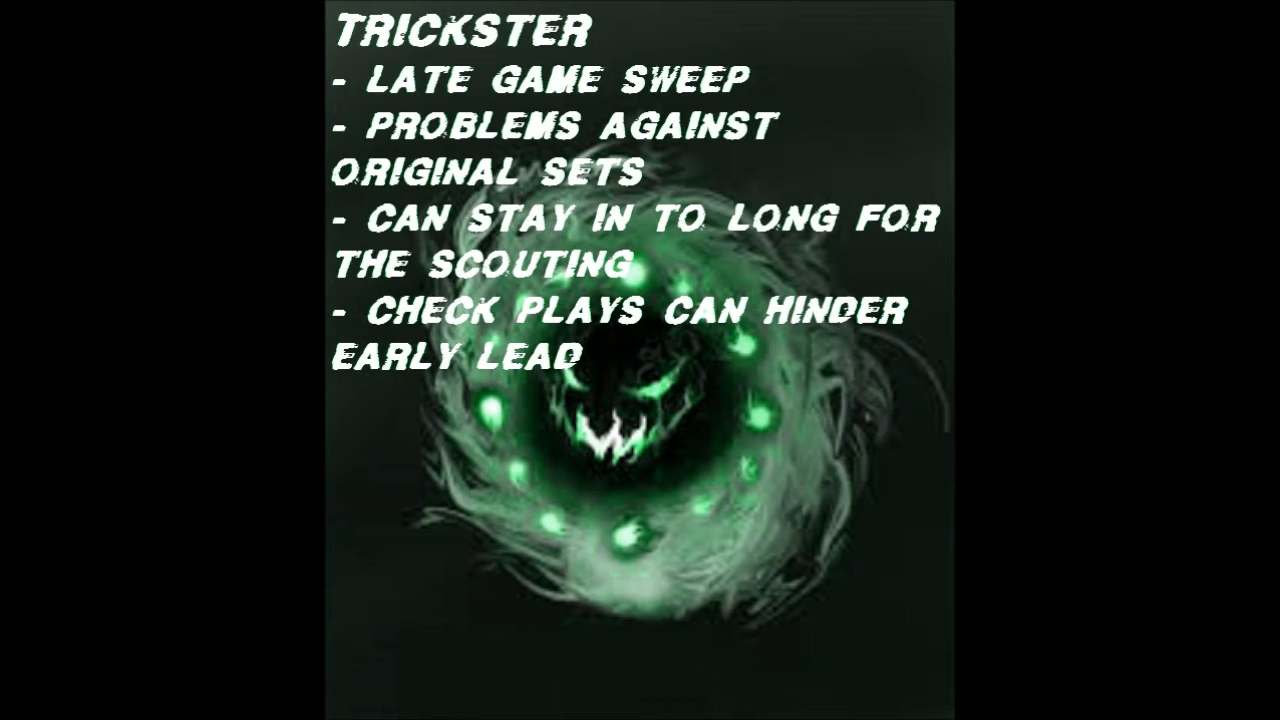 TRICKSTER
- LATE GAME SWEEP
- PROBLEMS AGAINST
ORIGINAL SETS
- CAN STAY IN TO LONG FOR
THE SCOUTING
- CHECK PLAYS CAN HINDER
EARLY LEAD